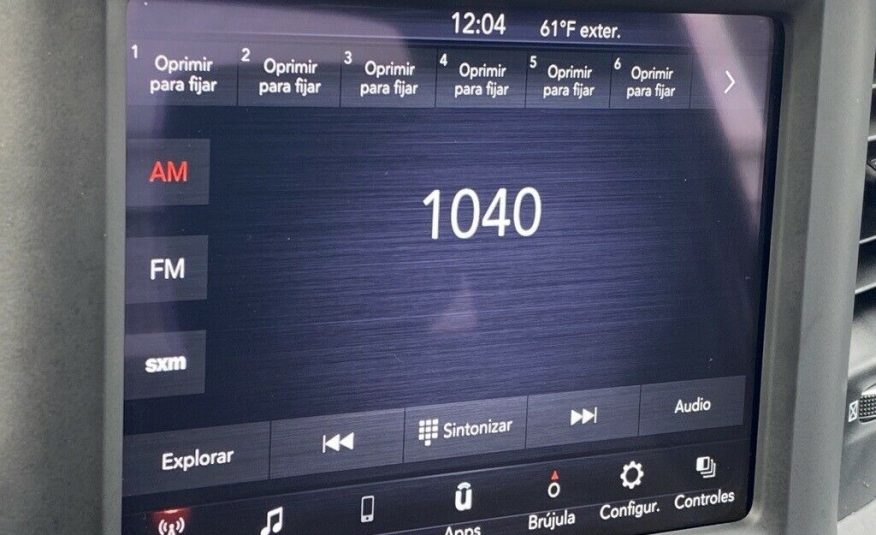 12:04 61°F exter.
1 Oprimir para fijar
2 Oprimir para fijar
3 Oprimir para fijar
4 Oprimir para fijar
5 Oprimir para fijar
6 Oprimir para fijar
AM
1040
FM
sxm
Explorar
Sintonizar
Audio
Apps
Brújula
Configur.
Controles